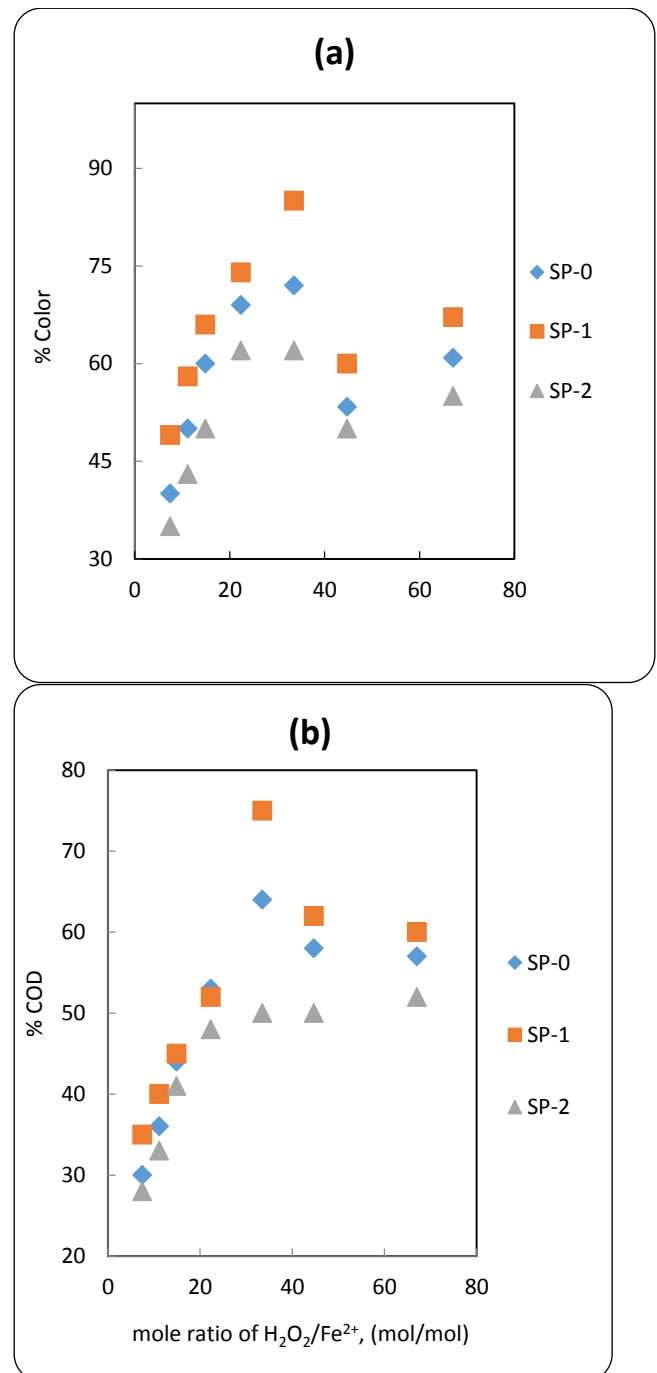 (a)
90
75
60
45
30
% Color
0 20 40 60 80
SP-0
SP-1
SP-2
(b)
80
70
60
50
40
30
20
% COD
0 20 40 60 80
mole ratio of H₂O₂/Fe²⁺, (mol/mol)
SP-0
SP-1
SP-2